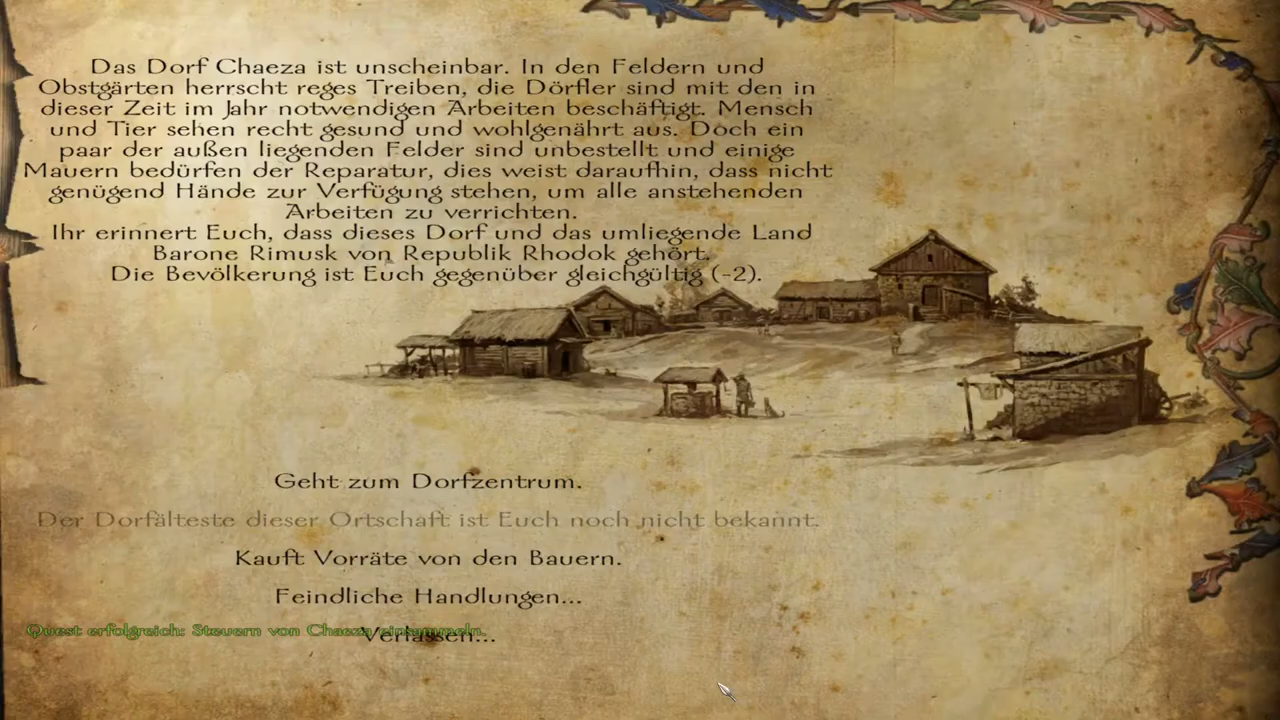 Das Dorf Chaeza ist unscheinbar. In den Feldern und
Obstgärten herrscht reges Treiben, die Dörfler sind mit den in
dieser Zeit im Jahr notwendigen Arbeiten beschäftigt. Mensch
und Tier sehen recht gesund und wohlgenährt aus. Doch ein
paar der außen liegenden Felder sind unbestellt und einige
Mauern bedürfen der Reparatur, dies weist daraufhin, dass nicht
genügend Hände zur Verfügung stehen, um alle anstehenden
Arbeiten zu verrichten.
Ihr erinnert Euch, dass dieses Dorf und das umliegende Land
Barone Rimusk von Republik Rhodok gehört.
Die Bevölkerung ist Euch gegenüber gleichgültig (-2).
Geht zum Dorfzentrum.
Der Dorfälteste dieser Ortschaft ist Euch noch nicht bekannt.
Kauft Vorräte von den Bauern.
Feindliche Handlungen...
Quest erfolgreich: Steuern von Chaeza einsammeln.
Verlassen...